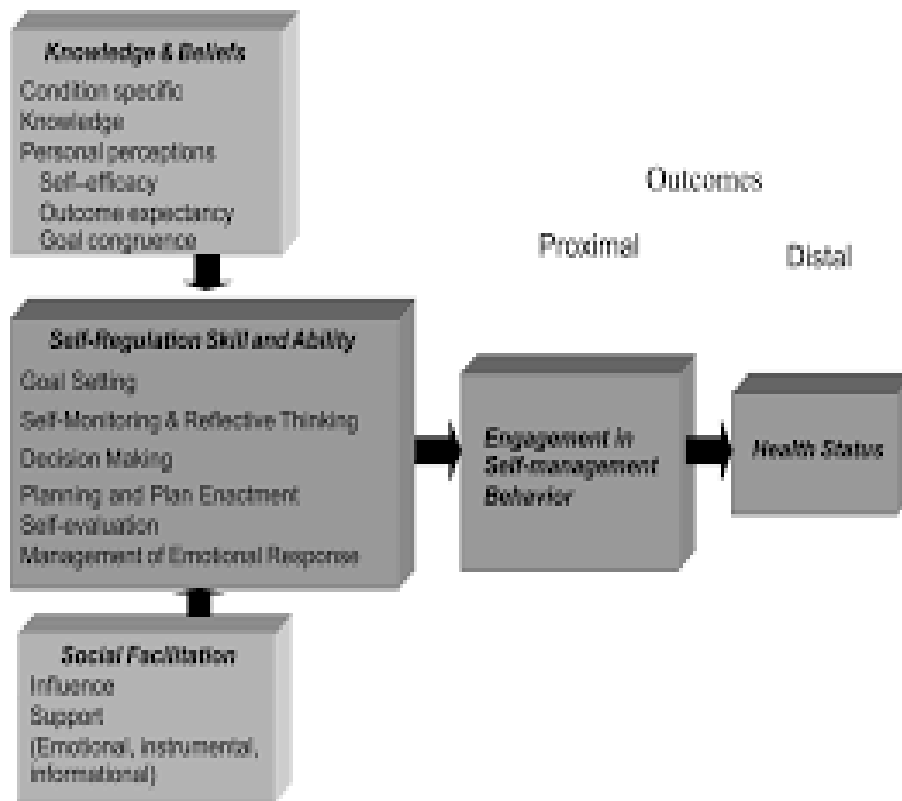 Knowledge & Beliefs
Condition specific
Knowledge
Personal perceptions
Self-efficacy
Outcome expectancy
Goal congruence
Outcomes
Proximal
Distal
Self-Regulation Skill and Ability
Goal Setting
Self-Monitoring & Reflective Thinking
Decision Making
Planning and Plan Enactment
Self-evaluation
Management of Emotional Response
Engagement in
Self-management
Behavior
Health Status
Social Facilitation
Influence
Support
(Emotional, instrumental,
informational)